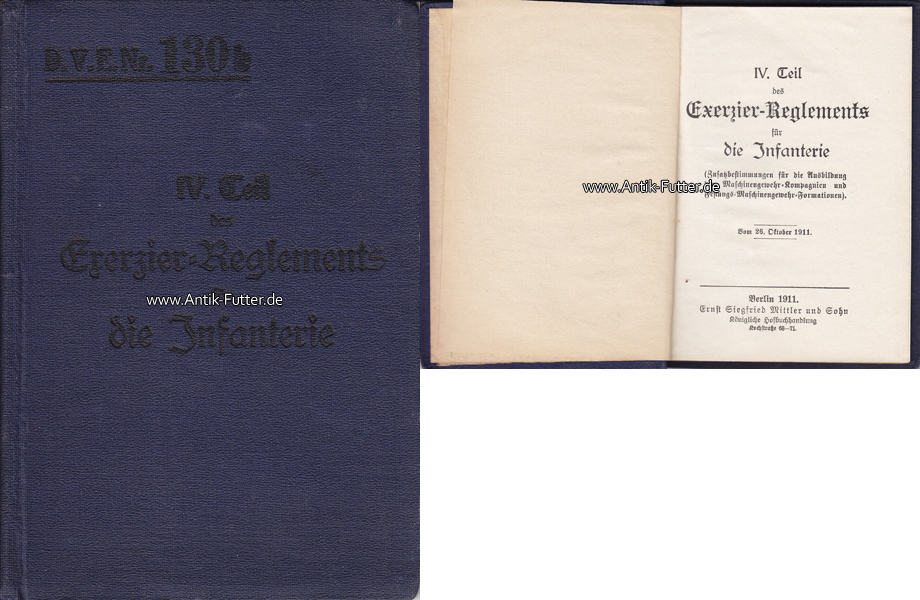 D. V. E. Nr. 130 b
IV. Teil
des
Exerzier-Reglements
www.Antik-Futter.de
die Infanterie
IV. Teil
des
Exerzier-Reglements
für
die Infanterie
(Zusatzbestimmungen für die Ausbildung
www.Antik-Futter.de
Maschinengewehr-Kompagnien und
Festungs-Maschinengewehr-Formationen).
Vom 26. Oktober 1911.
Berlin 1911.
Ernst Siegfried Mittler und Sohn
Königliche Hofbuchhandlung
Kochstraße 68—71.